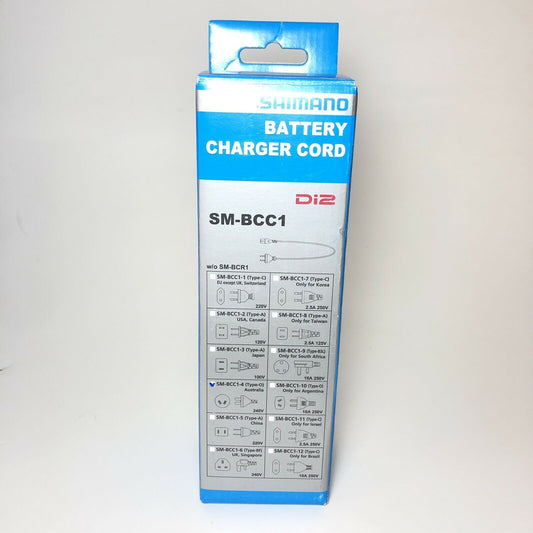 SHIMANO
BATTERY
CHARGER CORD
Di2
SM-BCC1
w/o SM-BCR1
SM-BCC1-1 (Type-C)
EU except UK, Switzerland
220V
SM-BCC1-2 (Type-A)
USA, Canada
120V
SM-BCC1-3 (Type-A)
Japan
100V
SM-BCC1-4 (Type-O)
Australia
240V
SM-BCC1-5 (Type-A)
China
220V
SM-BCC1-6 (Type-BF)
UK, Singapore
240V
SM-BCC1-7 (Type-C)
Only for Korea
2.5A 250V
SM-BCC1-8 (Type-A)
Only for Taiwan
2.5A 125V
SM-BCC1-9
Only for South Africa
16A 250V
SM-BCC1-10 (Type-O)
Only for Argentina
10A 250V
SM-BCC1-11 (Type-C)
Only for Israel
2.5A 250V
SM-BCC1-12 (Type-C)
Only for Brazil
10A 250V